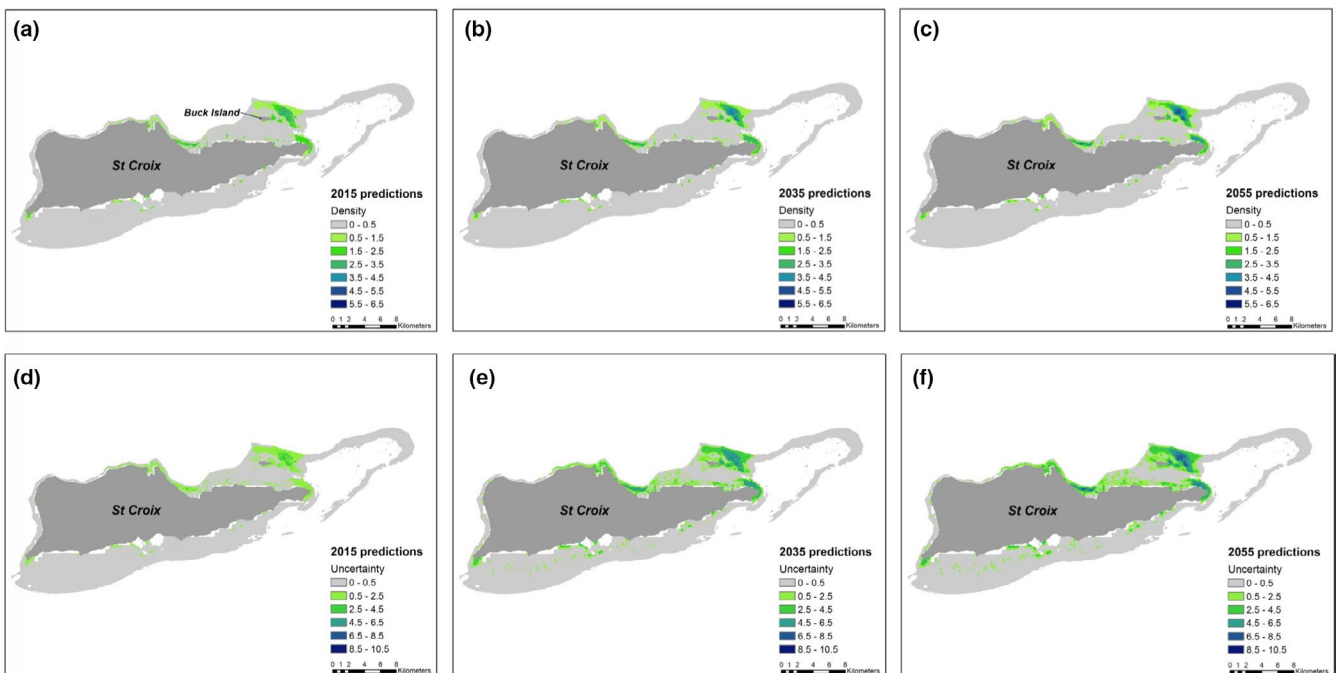 (a)
Buck Island
St Croix
2015 predictions
Density
0 - 0.5
0.5 - 1.5
1.5 - 2.5
2.5 - 3.5
3.5 - 4.5
4.5 - 5.5
5.5 - 6.5
0 1 2 4 6 8
Kilometers
(b)
St Croix
2035 predictions
Density
0 - 0.5
0.5 - 1.5
1.5 - 2.5
2.5 - 3.5
3.5 - 4.5
4.5 - 5.5
5.5 - 6.5
0 1 2 4 6 8
Kilometers
(c)
St Croix
2055 predictions
Density
0 - 0.5
0.5 - 1.5
1.5 - 2.5
2.5 - 3.5
3.5 - 4.5
4.5 - 5.5
5.5 - 6.5
0 1 2 4 6 8
Kilometers
(d)
St Croix
2015 predictions
Uncertainty
0 - 0.5
0.5 - 2.5
2.5 - 4.5
4.5 - 6.5
6.5 - 8.5
8.5 - 10.5
0 1 2 4 6 8
Kilometers
(e)
St Croix
2035 predictions
Uncertainty
0 - 0.5
0.5 - 2.5
2.5 - 4.5
4.5 - 6.5
6.5 - 8.5
8.5 - 10.5
0 1 2 4 6 8
Kilometers
(f)
St Croix
2055 predictions
Uncertainty
0 - 0.5
0.5 - 2.5
2.5 - 4.5
4.5 - 6.5
6.5 - 8.5
8.5 - 10.5
0 1 2 4 6 8
Kilometers